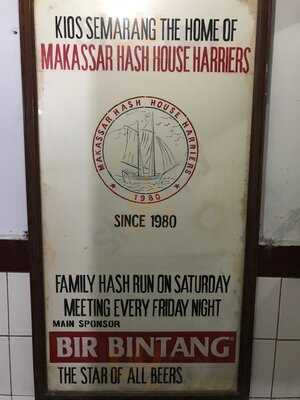 KIOS SEMARANG THE HOME OF
MAKASSAR HASH HOUSE HARRIERS
MAKASSAR HASH HOUSE HARRIERS
1980
SINCE 1980
FAMILY HASH RUN ON SATURDAY
MEETING EVERY FRIDAY NIGHT
MAIN SPONSOR
BIR BINTANG
THE STAR OF ALL BEERS